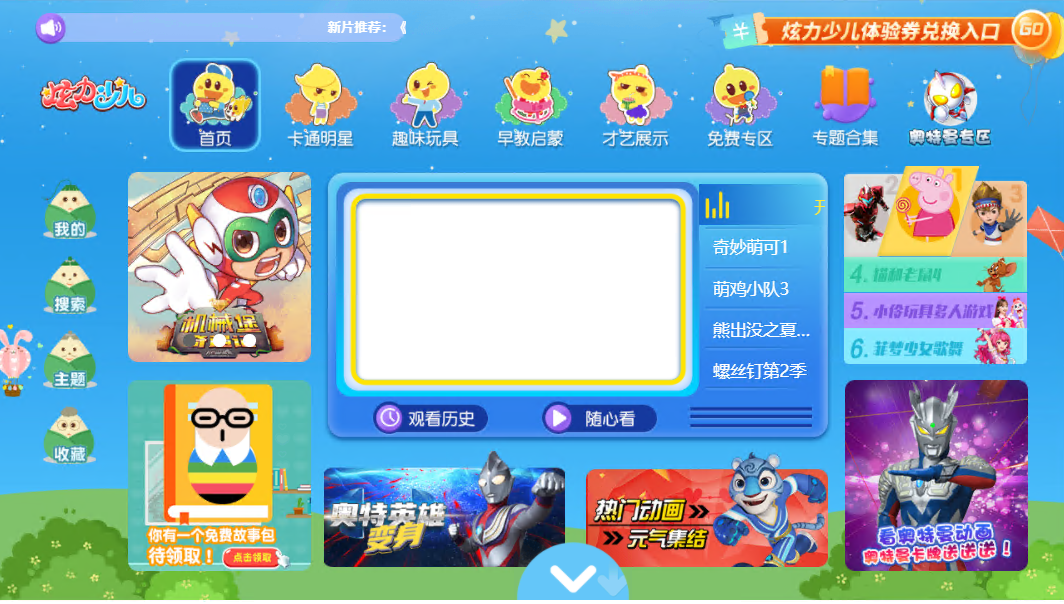 新片推荐：
炫力少儿体验券兑换入口
GO
炫力少儿
首页
卡通明星
趣味玩具
早教启蒙
才艺展示
免费专区
专题合集
奥特曼专区
我的
搜索
主题
收藏
机械堡
开
奇妙萌可1
萌鸡小队3
熊出没之夏...
螺丝钉第2季
观看历史
随心看
2
1
3
4.猫和老鼠4
5.小伶玩具多人游戏
6.菲梦少女歌舞
你有一个免费故事包
待领取！
点击领取
奥特英雄
变身
热门动画
元气集结
看奥特曼动画
奥特曼卡牌送送送！